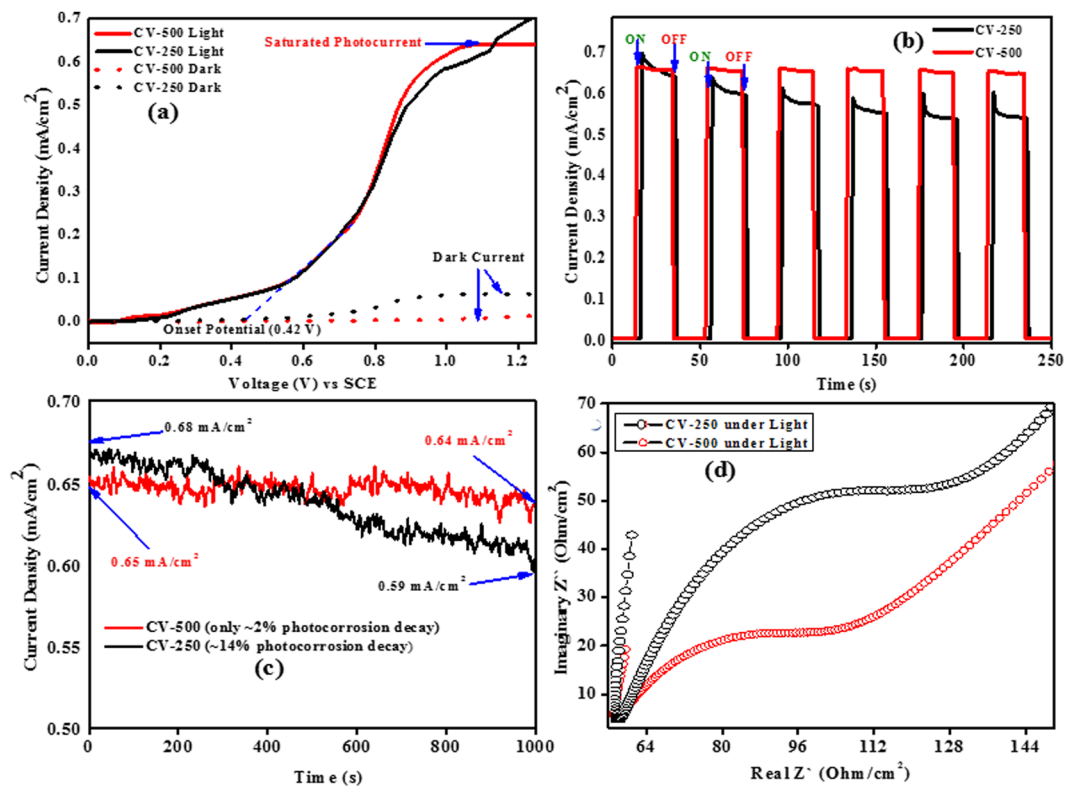 0.7
0.6
0.5
0.4
0.3
0.2
0.1
0.0
Current Density (mA/cm²)
CV-500 Light
CV-250 Light
CV-500 Dark
CV-250 Dark
(a)
Saturated Photocurrent
Dark Current
Onset Potential (0.42 V)
0.0 0.2 0.4 0.6 0.8 1.0 1.2
Voltage (V) vs SCE
0.7
0.6
0.5
0.4
0.3
0.2
0.1
0.0
Current Density (mA/cm²)
ON OFF
ON OFF
(b)
CV-250
CV-500
0 50 100 150 200 250
Time (s)
0.70
0.65
0.60
0.55
0.50
Current Density (mA/cm²)
0.68 mA/cm²
0.64 mA/cm²
0.65 mA/cm²
0.59 mA/cm²
CV-500 (only ~2% photocorrosion decay)
CV-250 (~14% photocorrosion decay)
(c)
0 200 400 600 800 1000
Time (s)
70
60
50
40
30
20
10
Imaginary Z`` (Ohm/cm²)
CV-250 under Light
CV-500 under Light
(d)
64 80 96 112 128 144
Real Z` (Ohm/cm²)